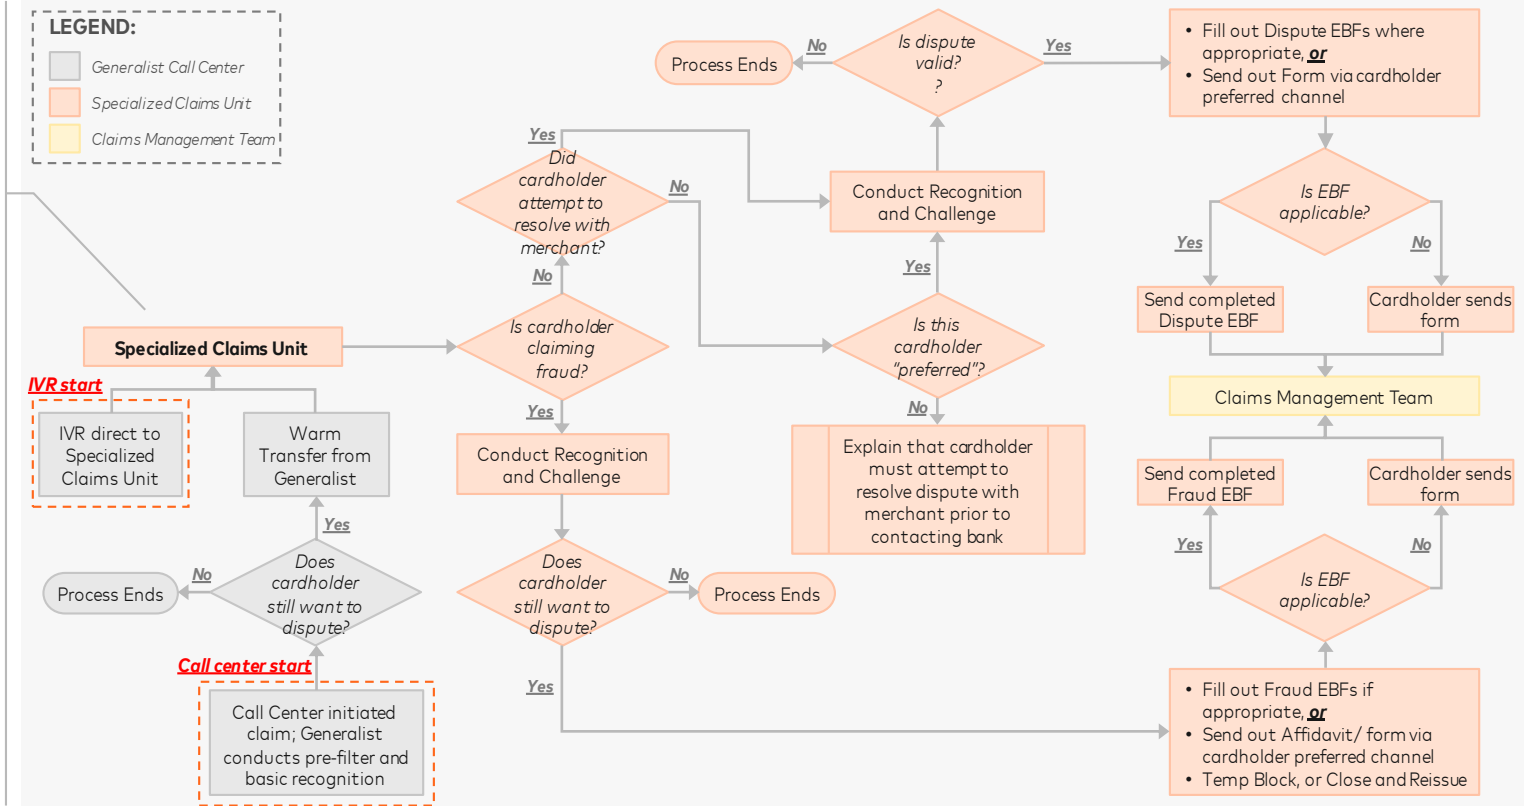 LEGEND:
Generalist Call Center
Specialized Claims Unit
Claims Management Team
IVR start
IVR direct to
Specialized
Claims Unit
Warm
Transfer from
Generalist
Specialized Claims Unit
Yes
Does
cardholder
still want to
dispute?
No
Process Ends
Call center start
Call Center initiated
claim; Generalist
conducts pre-filter and
basic recognition
Is cardholder
claiming
fraud?
No
Yes
Did
cardholder
attempt to
resolve with
merchant?
Yes
No
Conduct Recognition
and Challenge
Does
cardholder
still want to
dispute?
No
Process Ends
Yes
Is this
cardholder
"preferred"?
Yes
No
Explain that cardholder
must attempt to
resolve dispute with
merchant prior to
contacting bank
Conduct Recognition
and Challenge
Is dispute
valid?
?
No
Process Ends
Yes
• Fill out Dispute EBFs where
appropriate, or
• Send out Form via cardholder
preferred channel
Is EBF
applicable?
Yes
No
Send completed
Dispute EBF
Cardholder sends
form
Claims Management Team
Send completed
Fraud EBF
Cardholder sends
form
Yes
No
Is EBF
applicable?
• Fill out Fraud EBFs if
appropriate, or
• Send out Affidavit/ form via
cardholder preferred channel
• Temp Block, or Close and Reissue